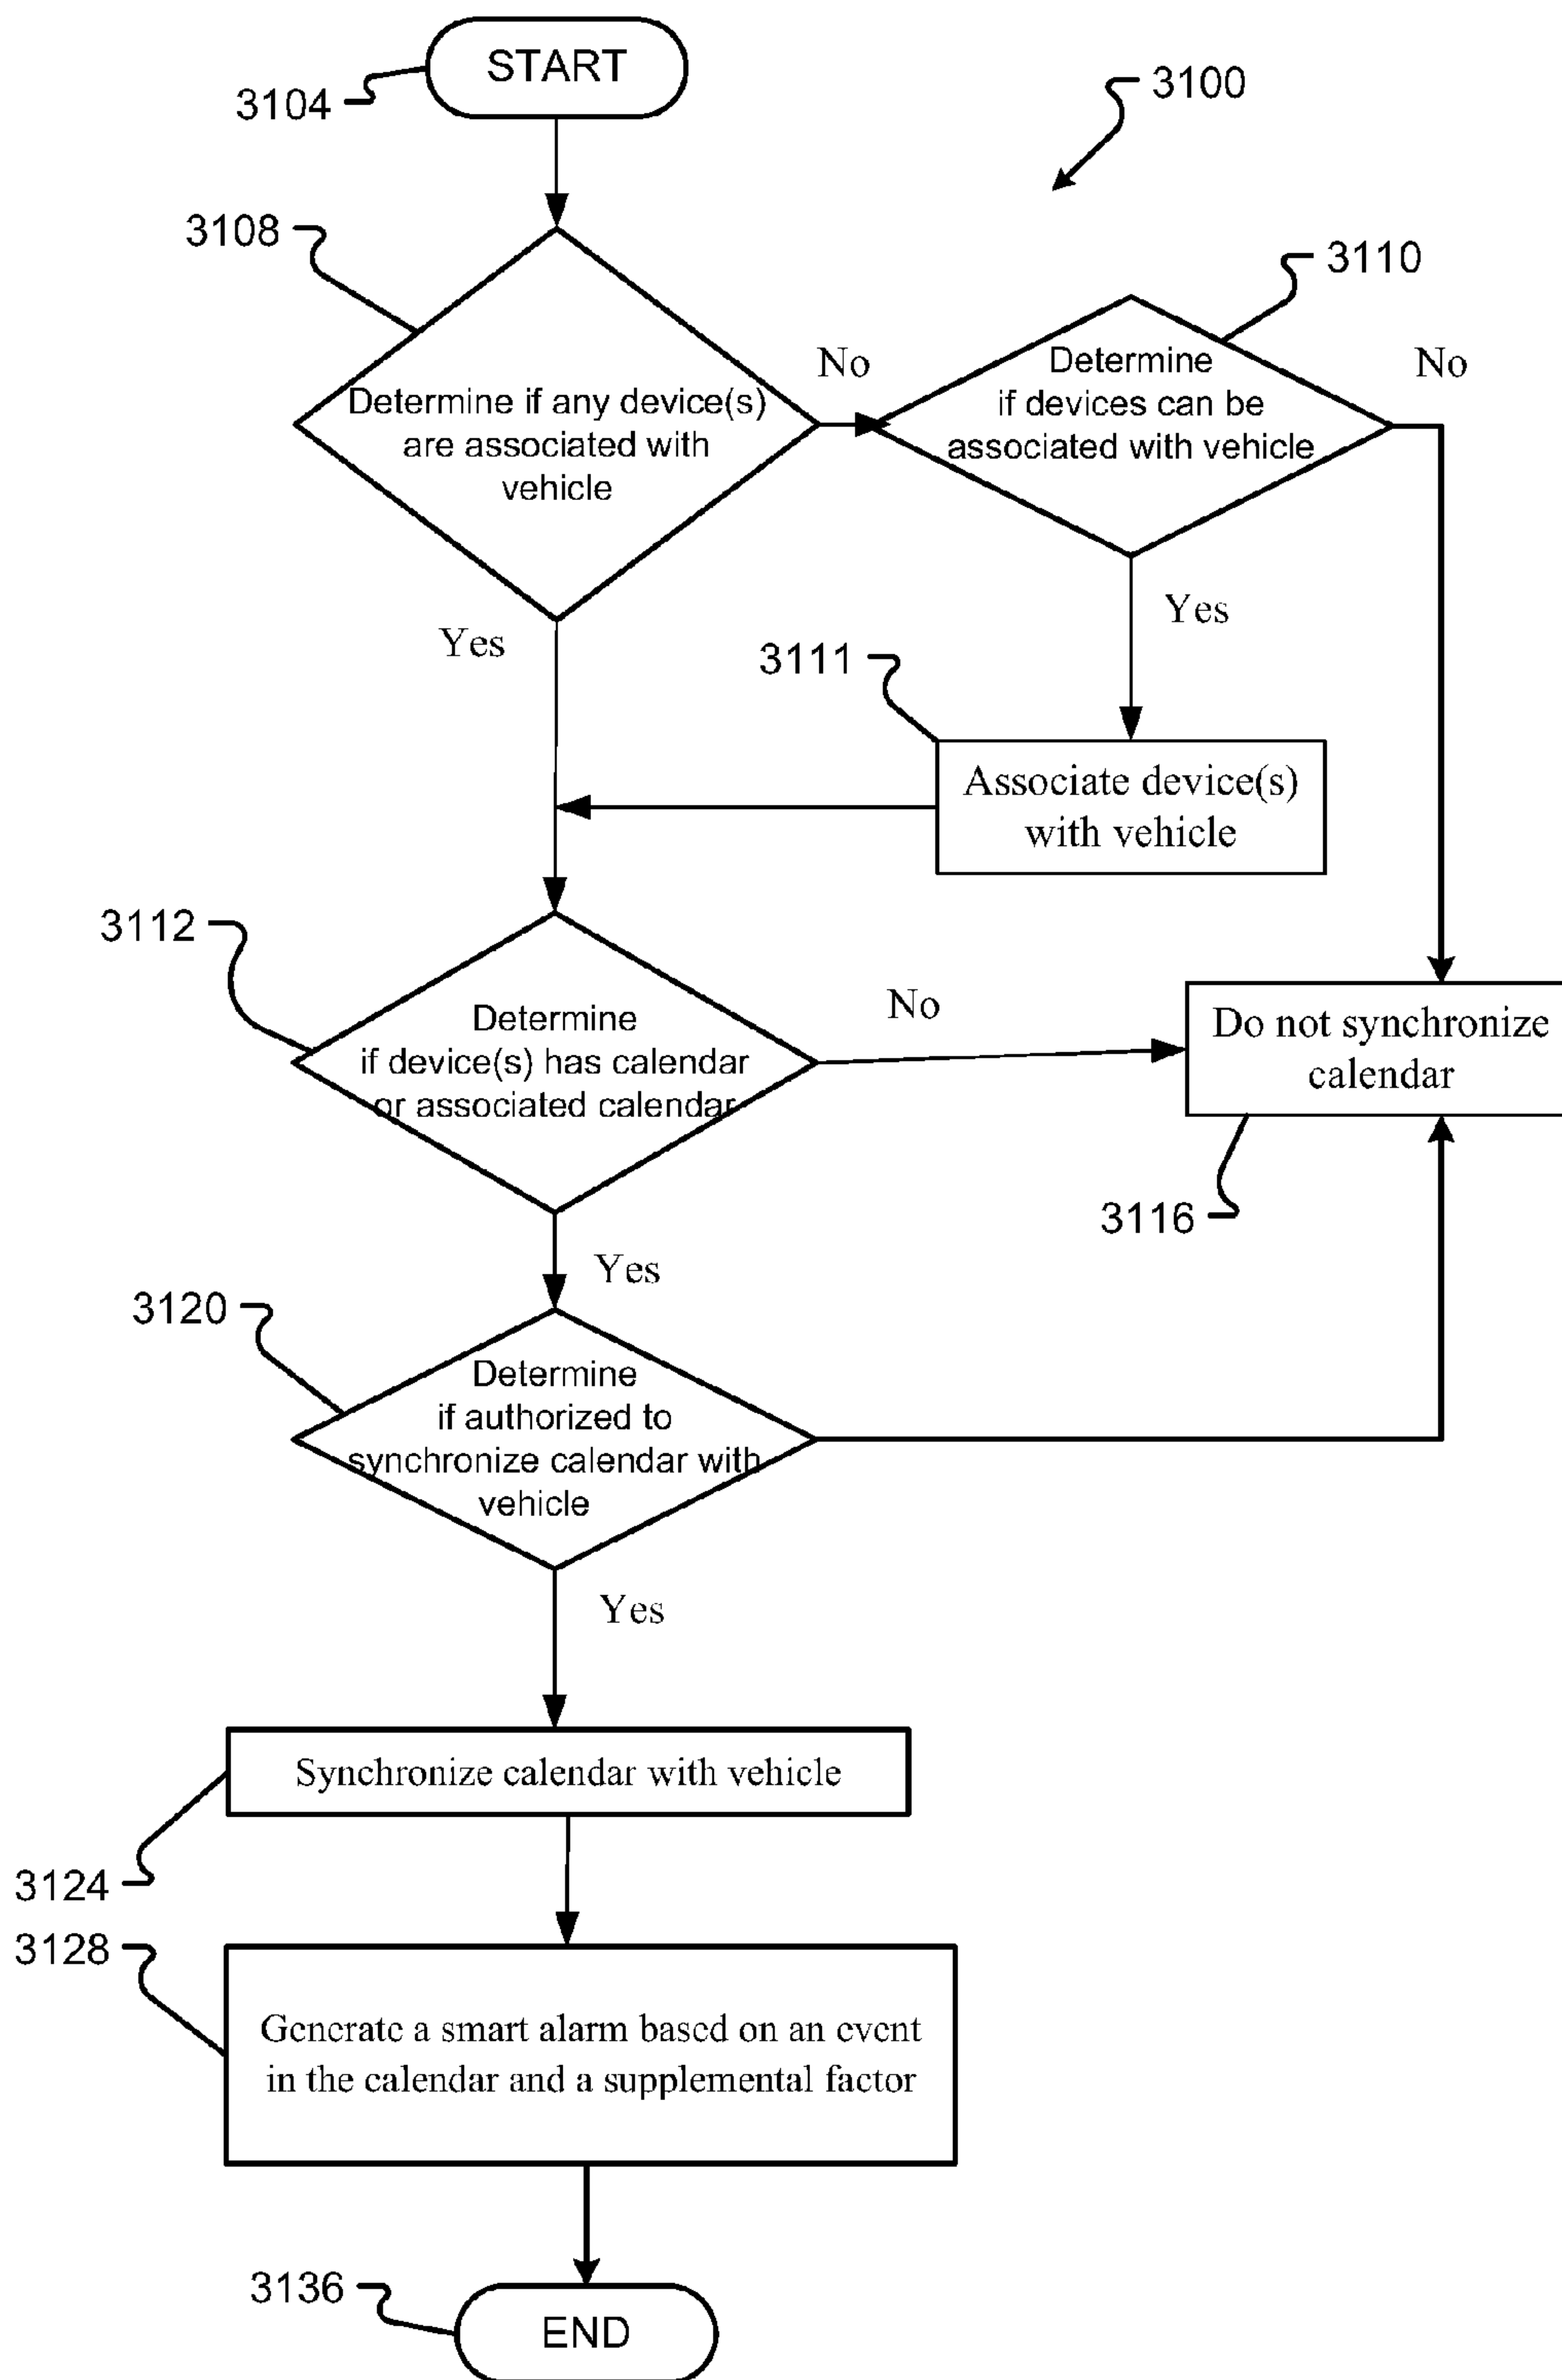 START
3104
3100
3108
3110
Determine if any device(s)
are associated with
vehicle
No
Determine
if devices can be
associated with vehicle
No
Yes
Yes
3111
Associate device(s)
with vehicle
3112
Determine
if device(s) has calendar
or associated calendar
No
Do not synchronize
calendar
3116
Yes
3120
Determine
if authorized to
synchronize calendar with
vehicle
Yes
Synchronize calendar with vehicle
3124
3128
Generate a smart alarm based on an event
in the calendar and a supplemental factor
3136
END